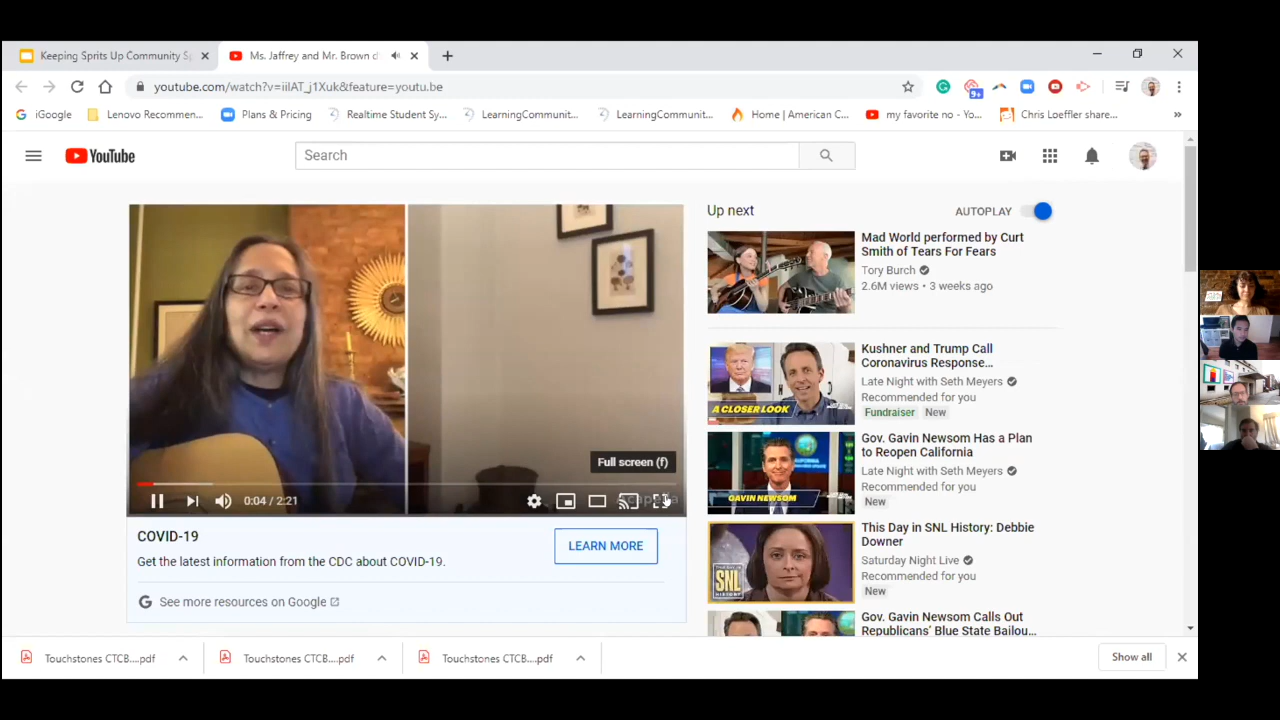 Keeping Sprits Up Community S
Ms. Jaffrey and Mr. Brown d
youtube.com/watch?v=iiIAT_j1Xuk&feature=youtu.be
9+
iGoogle
Lenovo Recommen...
Plans & Pricing
Realtime Student Sy...
LearningCommunit...
LearningCommunit...
Home | American C...
my favorite no - Yo...
Chris Loeffler share...
YouTube
Search
Up next
AUTOPLAY
Mad World performed by Curt
Smith of Tears For Fears
Tory Burch
2.6M views • 3 weeks ago
Kushner and Trump Call
Coronavirus Response...
Late Night with Seth Meyers
Recommended for you
Fundraiser New
A CLOSER LOOK
Gov. Gavin Newsom Has a Plan
to Reopen California
Late Night with Seth Meyers
Recommended for you
New
GAVIN NEWSOM
This Day in SNL History: Debbie
Downer
Saturday Night Live
Recommended for you
New
THIS DAY IN
SNL
HISTORY
Gov. Gavin Newsom Calls Out
Republicans' Blue State Bailou...
Full screen (f)
0:04 / 2:21
COVID-19
Get the latest information from the CDC about COVID-19.
LEARN MORE
See more resources on Google
Touchstones CTCB....pdf
Touchstones CTCB....pdf
Touchstones CTCB....pdf
Show all